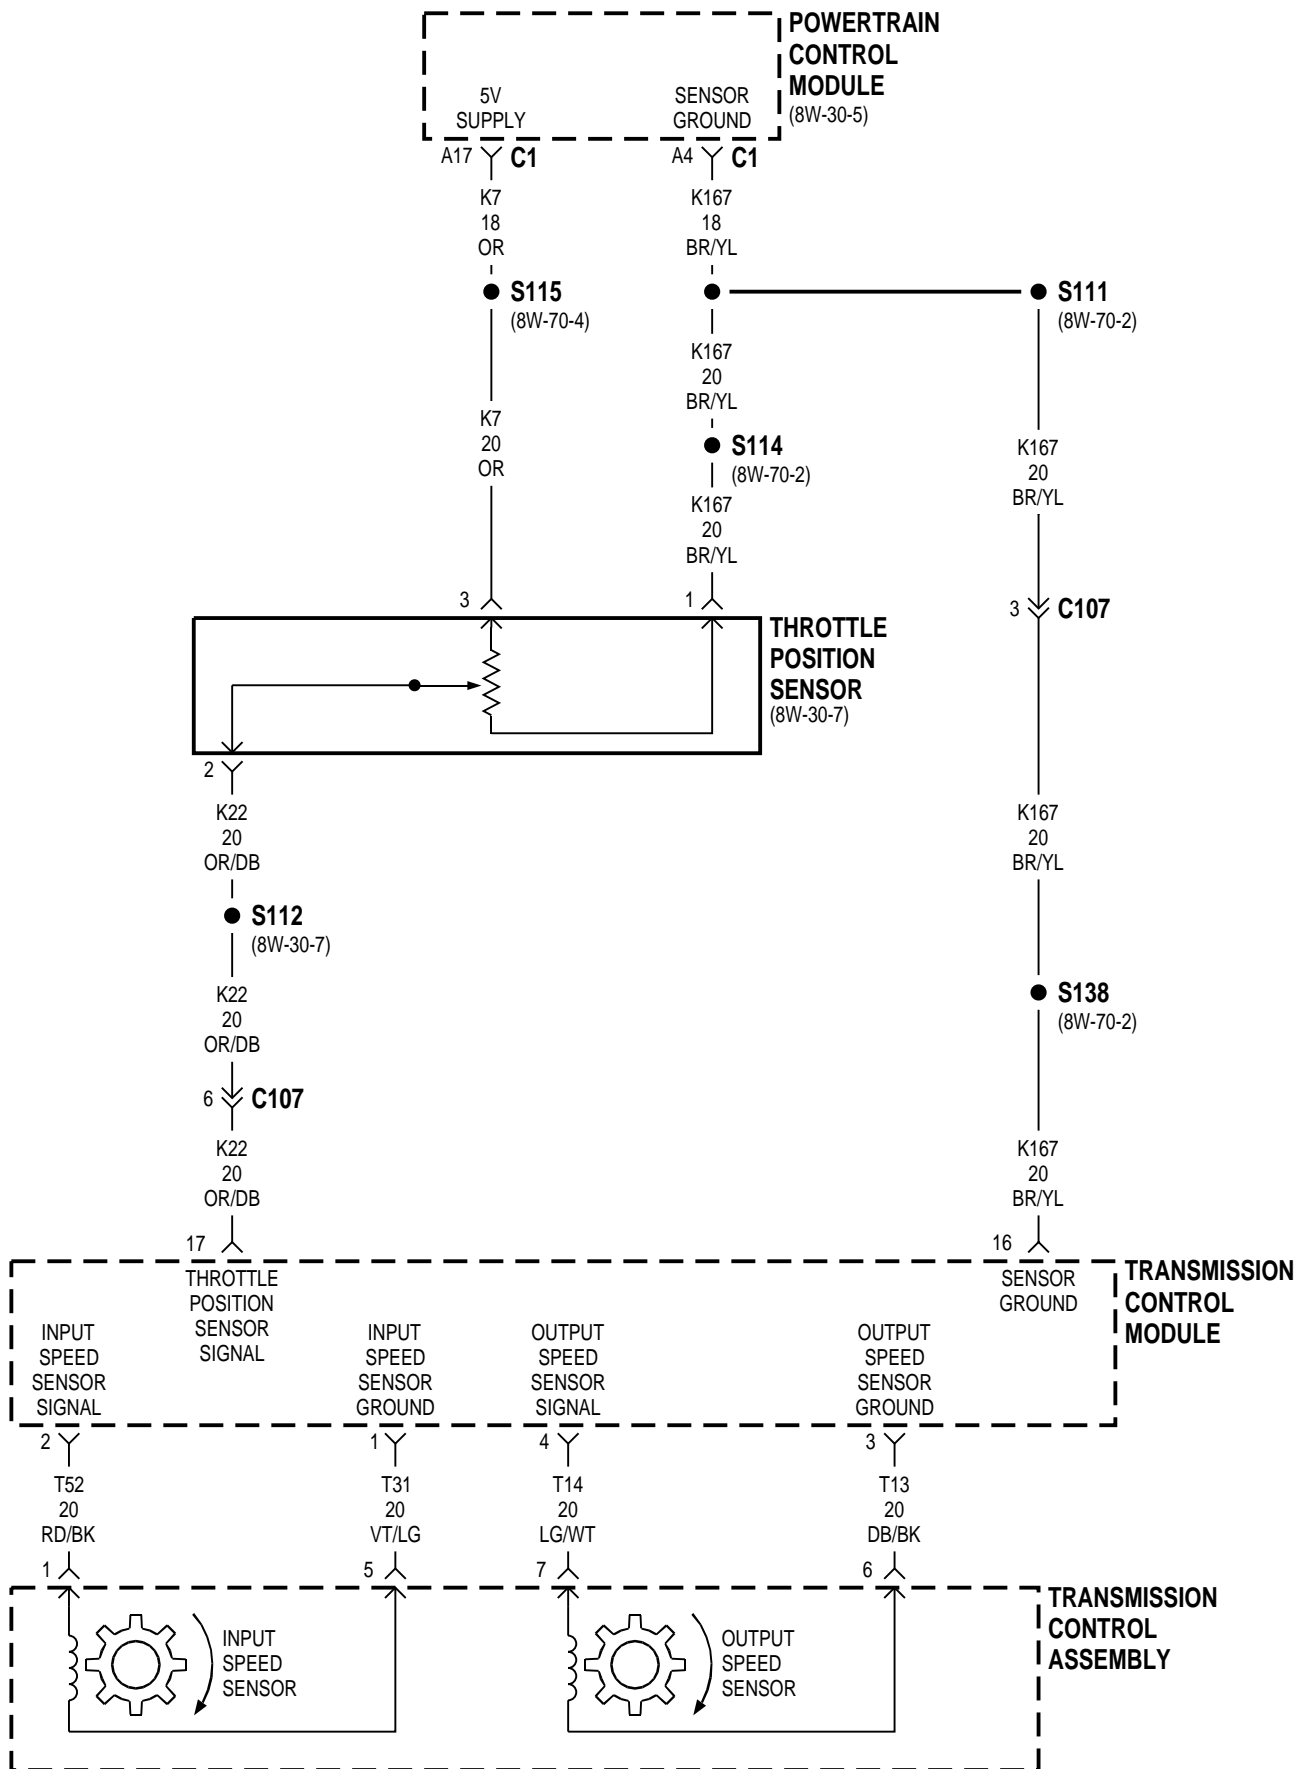 POWERTRAIN
CONTROL
MODULE
(8W-30-5)
5V
SUPPLY
SENSOR
GROUND
A17
C1
A4
C1
K7
18
OR
K167
18
BR/YL
S115
(8W-70-4)
S111
(8W-70-2)
K167
20
BR/YL
K7
20
OR
S114
(8W-70-2)
K167
20
BR/YL
K167
20
BR/YL
3
1
3
C107
THROTTLE
POSITION
SENSOR
(8W-30-7)
2
K22
20
OR/DB
K167
20
BR/YL
S112
(8W-30-7)
K22
20
OR/DB
S138
(8W-70-2)
6
C107
K22
20
OR/DB
K167
20
BR/YL
17
16
THROTTLE
POSITION
SENSOR
SIGNAL
SENSOR
GROUND
TRANSMISSION
CONTROL
MODULE
INPUT
SPEED
SENSOR
SIGNAL
INPUT
SPEED
SENSOR
GROUND
OUTPUT
SPEED
SENSOR
SIGNAL
OUTPUT
SPEED
SENSOR
GROUND
2
1
4
3
T52
20
RD/BK
T31
20
VT/LG
T14
20
LG/WT
T13
20
DB/BK
1
5
7
6
TRANSMISSION
CONTROL
ASSEMBLY
INPUT
SPEED
SENSOR
OUTPUT
SPEED
SENSOR